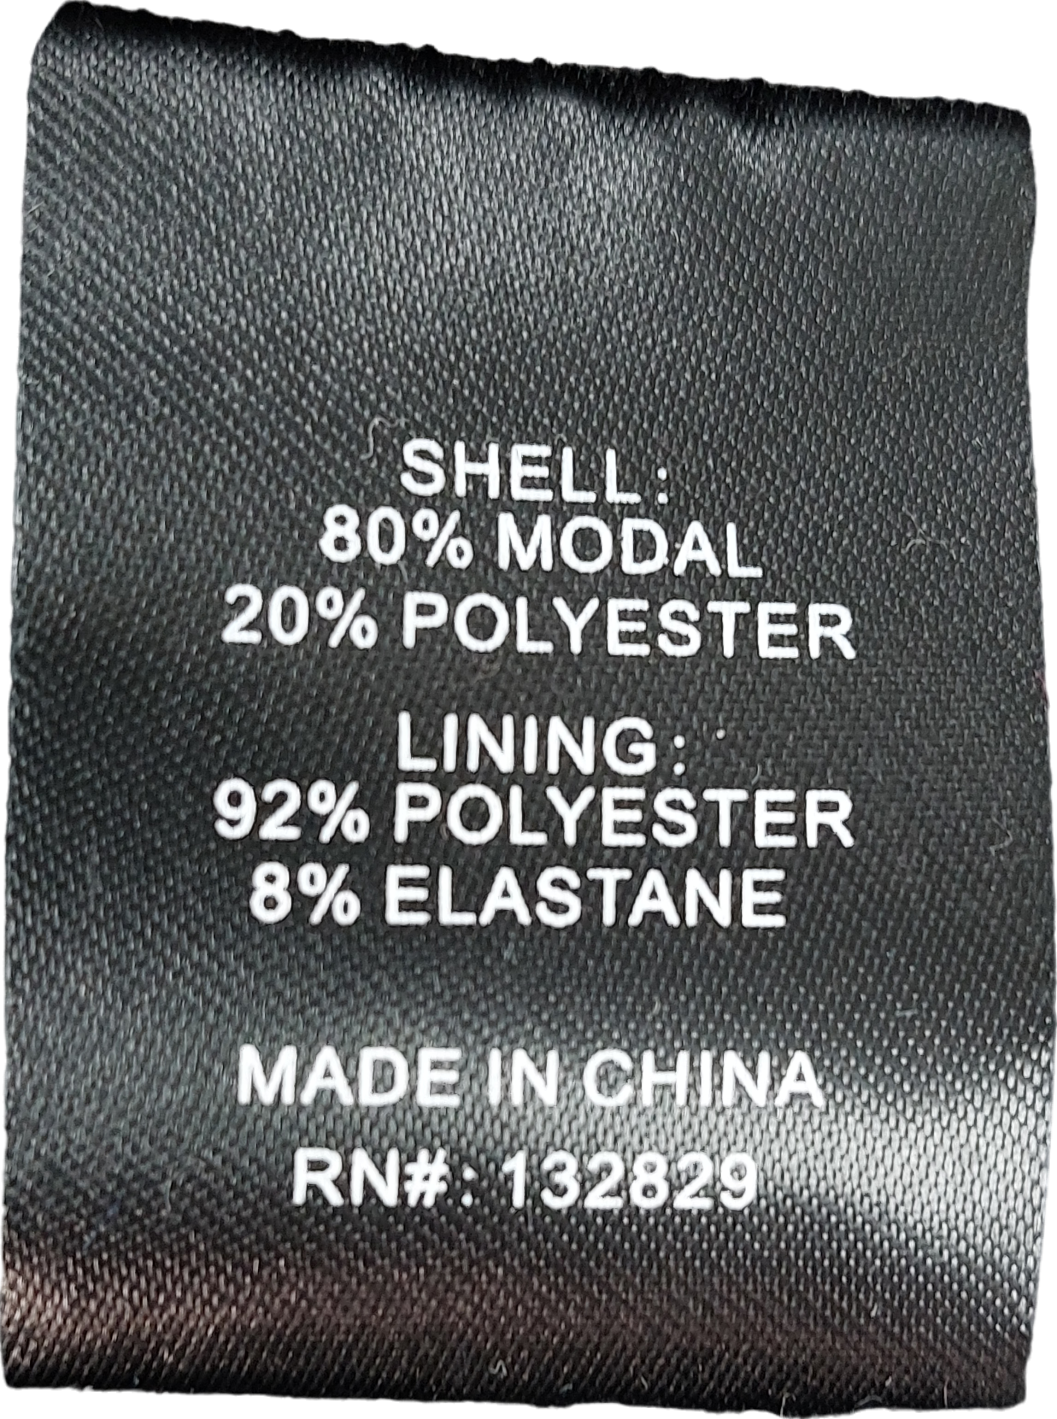 SHELL:
80% MODAL
20% POLYESTER
LINING:
92% POLYESTER
8% ELASTANE
MADE IN CHINA
RN#: 132829